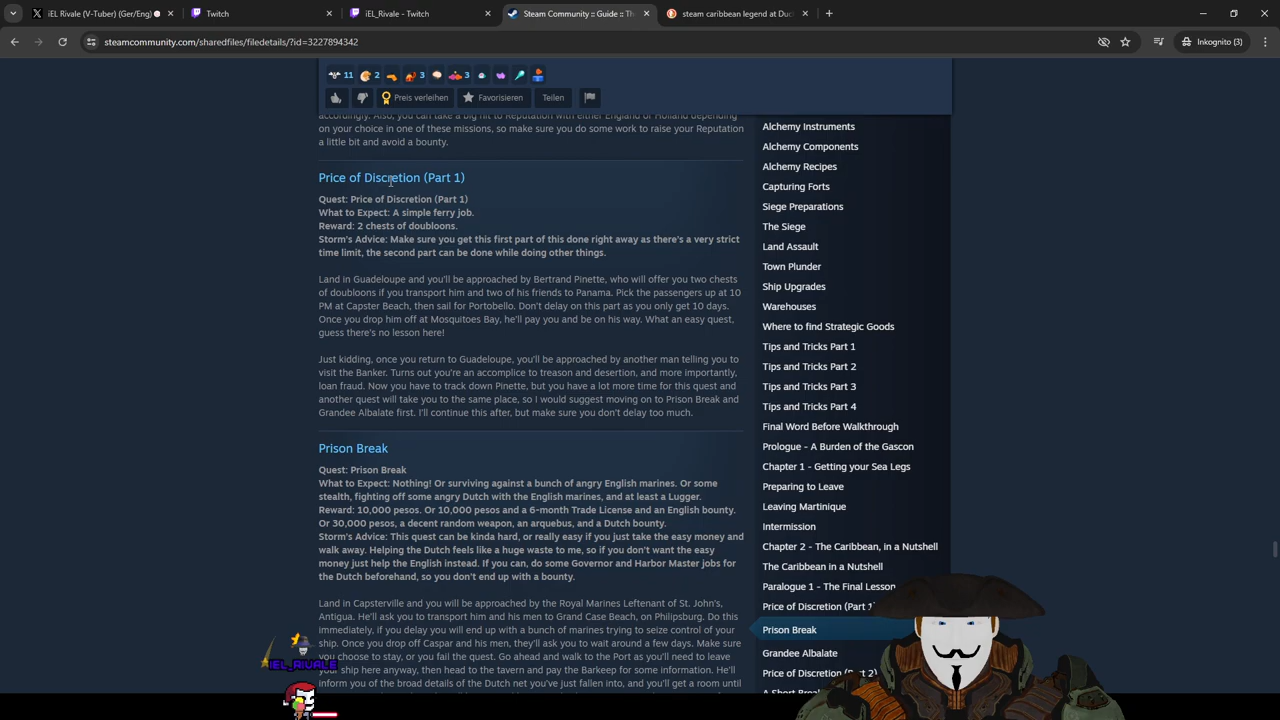 iEL Rivale (V-Tuber) (Ger/Eng)
Twitch
iEL_Rivale - Twitch
Steam Community :: Guide :: Th
steam caribbean legend at Duc
steamcommunity.com/sharedfiles/filedetails/?id=3227894342
Inkognito (3)
11 2 3 3
Preis verleihen Favorisieren Teilen
accordingly. Also, you can take a big hit to Reputation with either England or Holland depending
on your choice in one of these missions, so make sure you do some work to raise your Reputation
a little bit and avoid a bounty.
Price of Discretion (Part 1)
Quest: Price of Discretion (Part 1)
What to Expect: A simple ferry job.
Reward: 2 chests of doubloons.
Storm's Advice: Make sure you get this first part of this done right away as there's a very strict
time limit, the second part can be done while doing other things.
Land in Guadeloupe and you'll be approached by Bertrand Pinette, who will offer you two chests
of doubloons if you transport him and two of his friends to Panama. Pick the passengers up at 10
PM at Capster Beach, then sail for Portobello. Don't delay on this part as you only get 10 days.
Once you drop him off at Mosquitoes Bay, he'll pay you and be on his way. What an easy quest,
guess there's no lesson here!
Just kidding, once you return to Guadeloupe, you'll be approached by another man telling you to
visit the Banker. Turns out you're an accomplice to treason and desertion, and more importantly,
loan fraud. Now you have to track down Pinette, but you have a lot more time for this quest and
another quest will take you to the same place, so I would suggest moving on to Prison Break and
Grandee Albalate first. I'll continue this after, but make sure you don't delay too much.
Prison Break
Quest: Prison Break
What to Expect: Nothing! Or surviving against a bunch of angry English marines. Or some
stealth, fighting off some angry Dutch with the English marines, and at least a Lugger.
Reward: 10,000 pesos. Or 10,000 pesos and a 6-month Trade License and an English bounty.
Or 30,000 pesos, a decent random weapon, an arquebus, and a Dutch bounty.
Storm's Advice: This quest can be kinda hard, or really easy if you just take the easy money and
walk away. Helping the Dutch feels like a huge waste to me, so if you don't want the easy
money just help the English instead. If you can, do some Governor and Harbor Master jobs for
the Dutch beforehand, so you don't end up with a bounty.
Land in Capsterville and you will be approached by the Royal Marines Leftenant of St. John's,
Antigua. He'll ask you to transport him and his men to Grand Case Beach, on Philipsburg. Do this
immediately, if you delay you will end up with a bunch of marines trying to seize control of your
ship. Once you drop off Caspar and his men, they'll ask you to wait around a few days. Make sure
you choose to stay, or you fail the quest. Go ahead and walk to the Port as you'll need to leave
your ship here anyway, then head to the tavern and pay the Barkeep for some information. He'll
inform you of the broad details of the Dutch net you've just fallen into, and you'll get a room until
Alchemy Instruments
Alchemy Components
Alchemy Recipes
Capturing Forts
Siege Preparations
The Siege
Land Assault
Town Plunder
Ship Upgrades
Warehouses
Where to find Strategic Goods
Tips and Tricks Part 1
Tips and Tricks Part 2
Tips and Tricks Part 3
Tips and Tricks Part 4
Final Word Before Walkthrough
Prologue - A Burden of the Gascon
Chapter 1 - Getting your Sea Legs
Preparing to Leave
Leaving Martinique
Intermission
Chapter 2 - The Caribbean, in a Nutshell
The Caribbean in a Nutshell
Paralogue 1 - The Final Lesson
Price of Discretion (Part 1)
Prison Break
Grandee Albalate
Price of Discretion (Part 2)
A Short Break
IEL_RIVALE